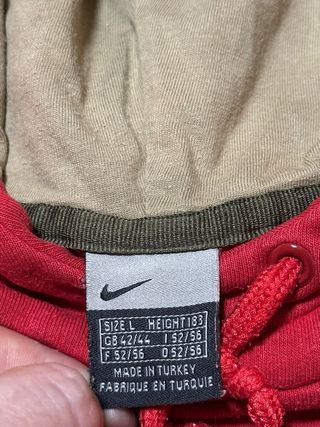 SIZE L HEIGHT 183
GB 42/44 I 52/56
F 52/56 D 52/56
MADE IN TURKEY
FABRIQUE EN TURQUIE